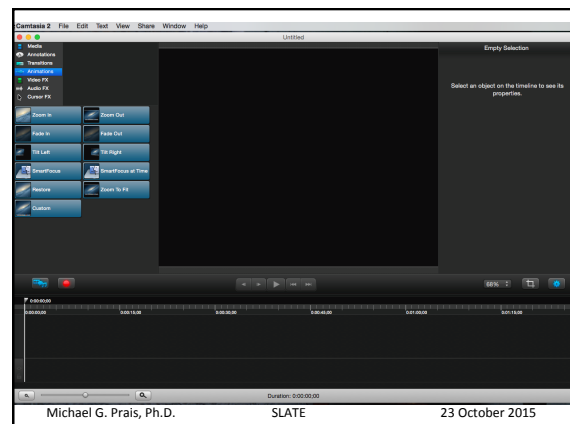 Camtasia 2 File Edit Text View Share Window Help
Untitled
Media
Annotations
Transitions
Animations
Video FX
Audio FX
Cursor FX
Empty Selection
Select an object on the timeline to see its
properties.
Zoom In Zoom Out
Fade In Fade Out
Tilt Left Tilt Right
SmartFocus SmartFocus at Time
Restore Zoom To Fit
Custom
68%
0:00:00;00
0:00:00;00 0:00:15;00 0:00:30;00 0:00:45;00 0:01:00;00 0:01:15;00
Duration: 0:00:00;00
Michael G. Prais, Ph.D. SLATE 23 October 2015